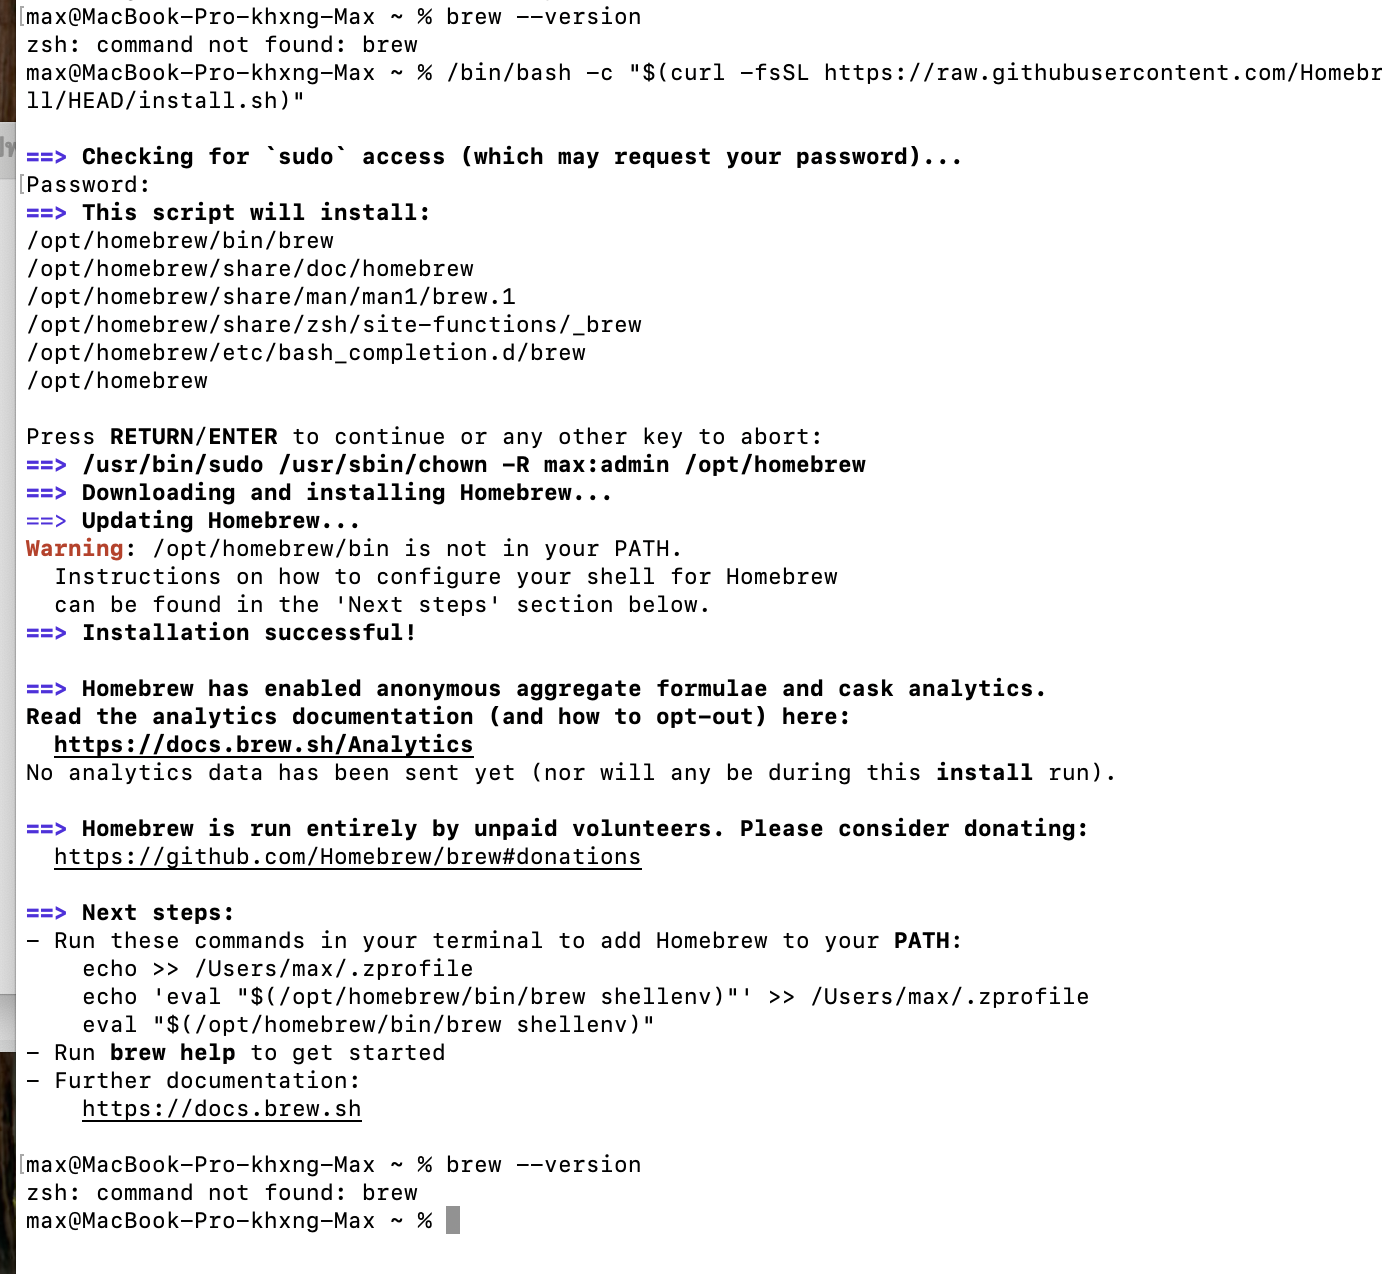 max@MacBook-Pro-khxng-Max ~ % brew --version
zsh: command not found: brew
max@MacBook-Pro-khxng-Max ~ % /bin/bash -c "$(curl -fsSL https://raw.githubusercontent.com/Homebr
ll/HEAD/install.sh)"
==> Checking for `sudo` access (which may request your password)...
Password:
==> This script will install:
/opt/homebrew/bin/brew
/opt/homebrew/share/doc/homebrew
/opt/homebrew/share/man/man1/brew.1
/opt/homebrew/share/zsh/site-functions/_brew
/opt/homebrew/etc/bash_completion.d/brew
/opt/homebrew
Press RETURN/ENTER to continue or any other key to abort:
==> /usr/bin/sudo /usr/sbin/chown -R max:admin /opt/homebrew
==> Downloading and installing Homebrew...
==> Updating Homebrew...
Warning: /opt/homebrew/bin is not in your PATH.
  Instructions on how to configure your shell for Homebrew
  can be found in the 'Next steps' section below.
==> Installation successful!
==> Homebrew has enabled anonymous aggregate formulae and cask analytics.
Read the analytics documentation (and how to opt-out) here:
  https://docs.brew.sh/Analytics
No analytics data has been sent yet (nor will any be during this install run).
==> Homebrew is run entirely by unpaid volunteers. Please consider donating:
  https://github.com/Homebrew/brew#donations
==> Next steps:
- Run these commands in your terminal to add Homebrew to your PATH:
    echo >> /Users/max/.zprofile
    echo 'eval "$(/opt/homebrew/bin/brew shellenv)"' >> /Users/max/.zprofile
    eval "$(/opt/homebrew/bin/brew shellenv)"
- Run brew help to get started
- Further documentation:
    https://docs.brew.sh
max@MacBook-Pro-khxng-Max ~ % brew --version
zsh: command not found: brew
max@MacBook-Pro-khxng-Max ~ %